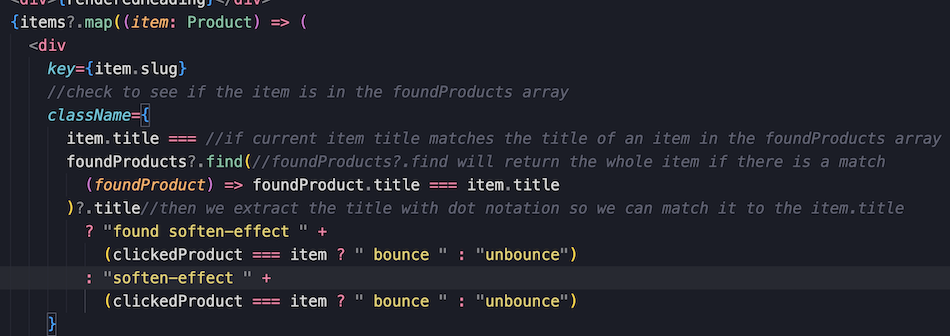 <div>{renderedHeading}</div>
{items?.map((item: Product) => (
<div
key={item.slug}
//check to see if the item is in the foundProducts array
className={
item.title === //if current item title matches the title of an item in the foundProducts array
foundProducts?.find(//foundProducts?.find will return the whole item if there is a match
(foundProduct) => foundProduct.title === item.title
)?.title//then we extract the title with dot notation so we can match it to the item.title
? "found soften-effect " +
(clickedProduct === item ? " bounce " : "unbounce")
: "soften-effect " +
(clickedProduct === item ? " bounce " : "unbounce")
}